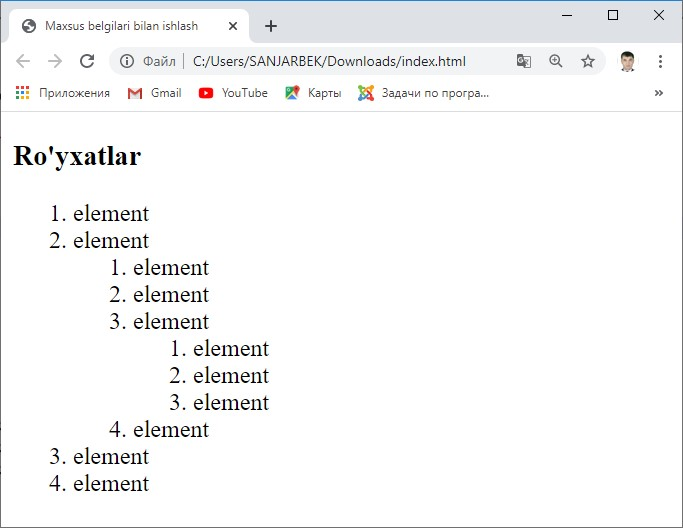 Maxsus belgilari bilan ishlash
Файл | C:/Users/SANJARBEK/Downloads/index.html
Приложения Gmail YouTube Карты Задачи по програ... »
Ro'yxatlar
1. element
2. element
1. element
2. element
3. element
1. element
2. element
3. element
4. element
3. element
4. element